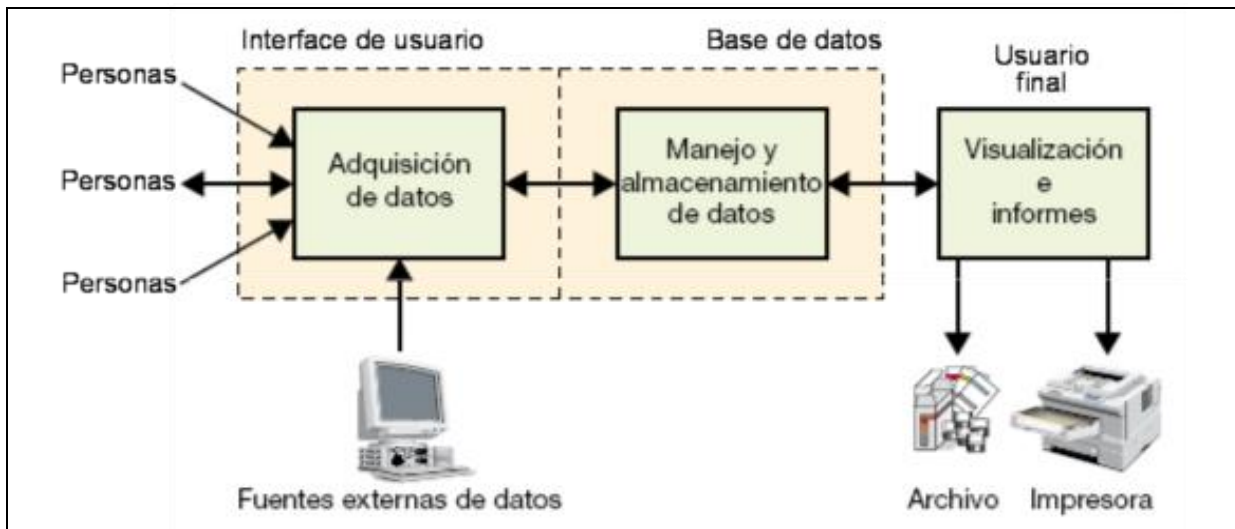 Interface de usuario
Base de datos
Usuario
final
Personas
Personas
Personas
Adquisición
de datos
Manejo y
almacenamiento
de datos
Visualización
e
informes
Fuentes externas de datos
Archivo
Impresora